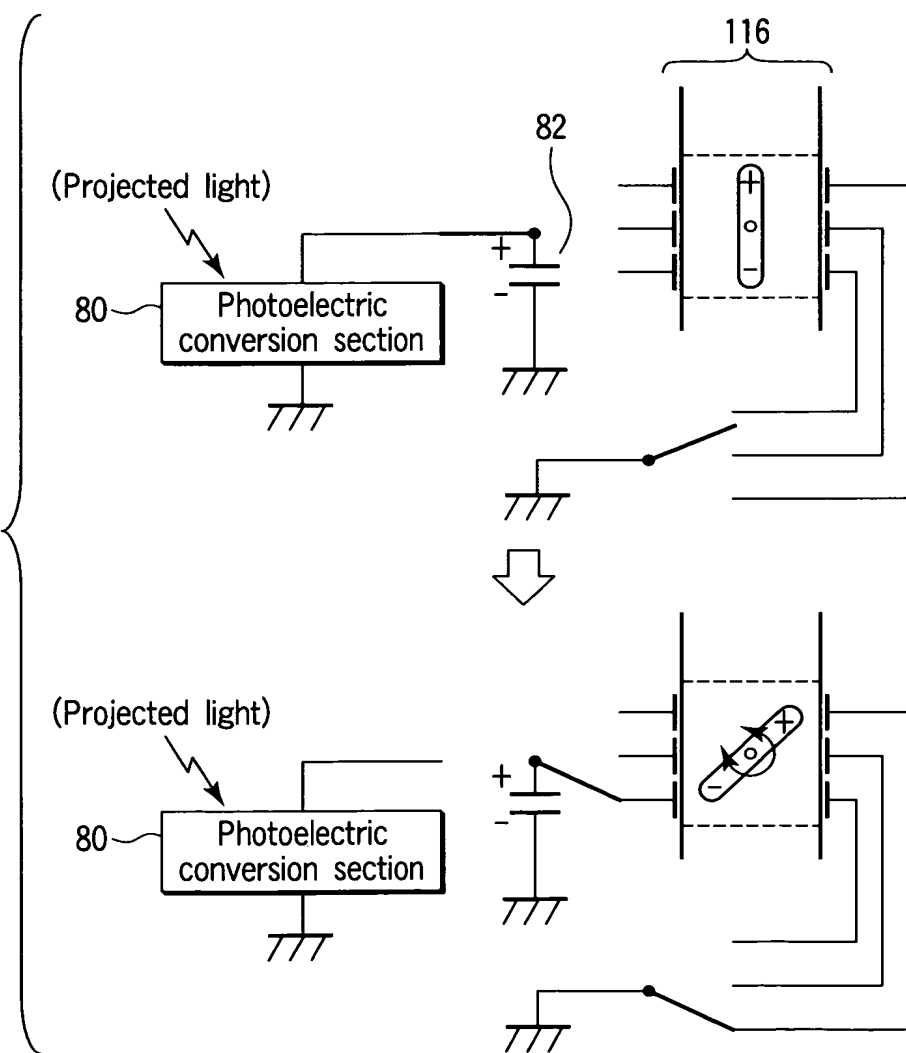 116
82
(Projected light)
+
-
+
-
80
Photoelectric
conversion section
(Projected light)
+
-
+
-
80
Photoelectric
conversion section